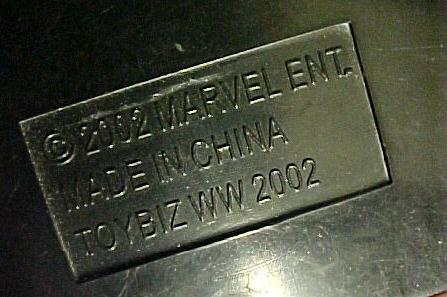 © 2002 MARVEL ENT.
MADE IN CHINA
TOYBIZ WW 2002